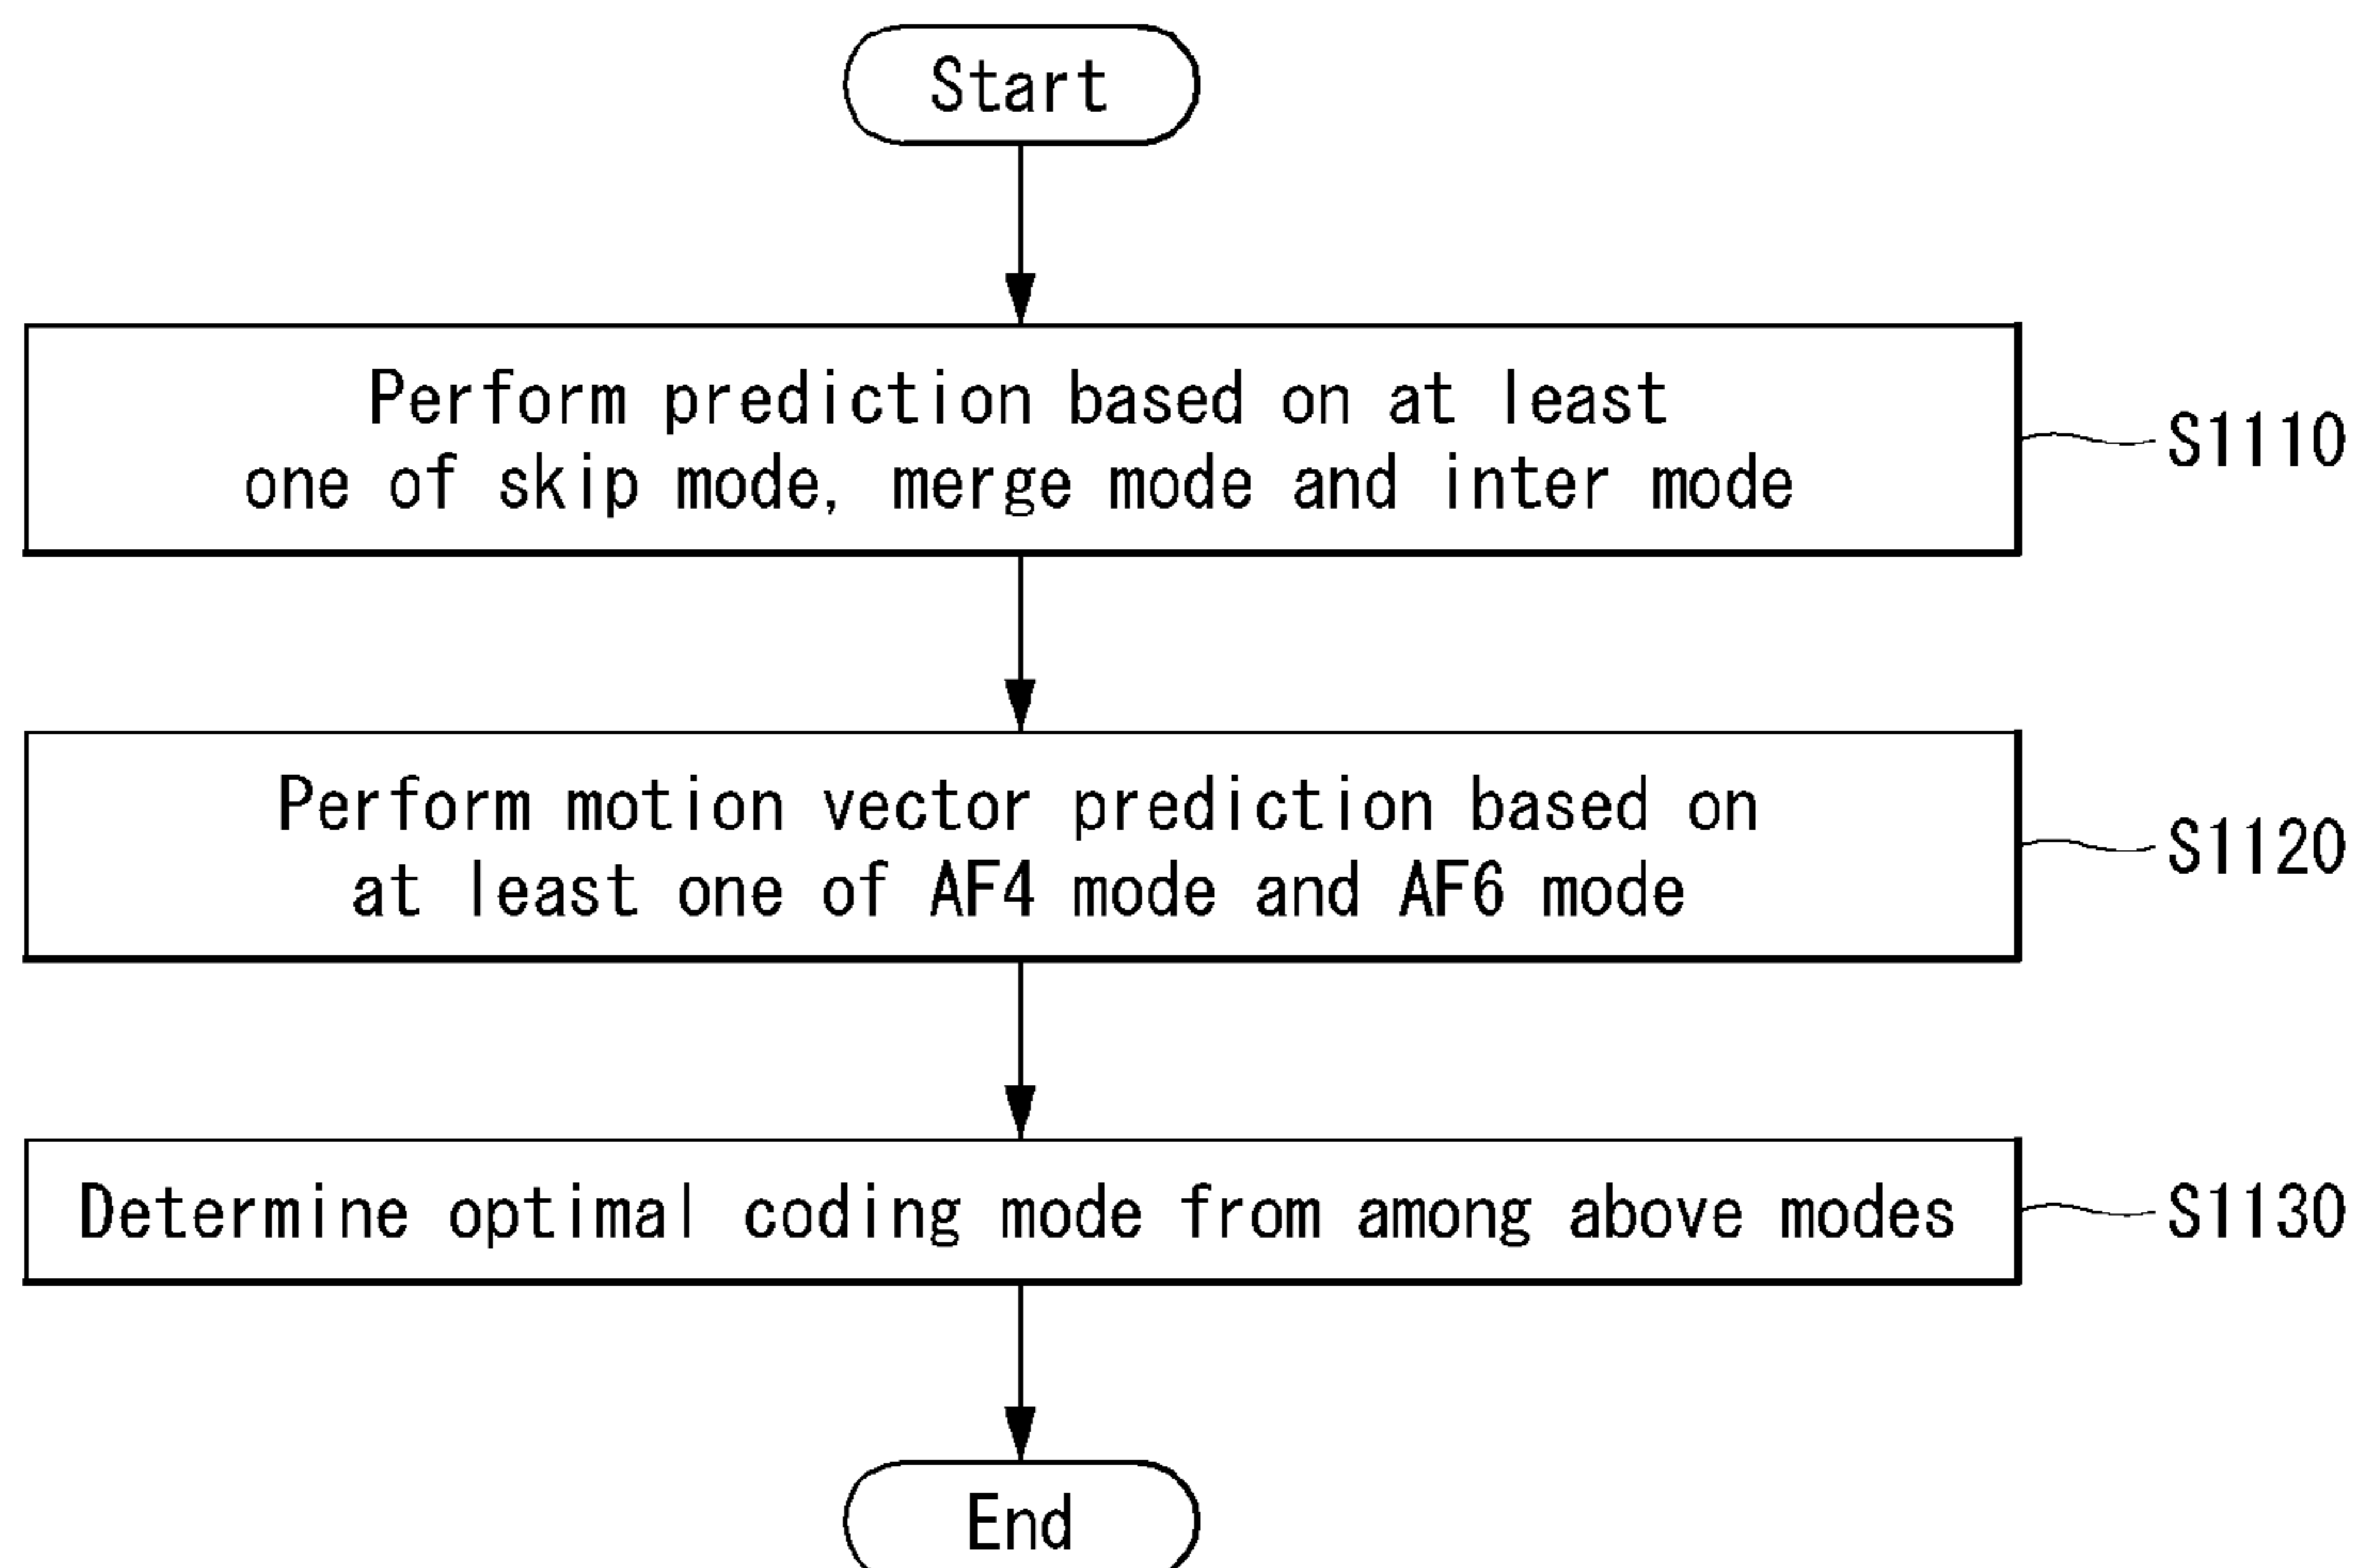 Start
Perform prediction based on at least
one of skip mode, merge mode and inter mode
S1110
Perform motion vector prediction based on
at least one of AF4 mode and AF6 mode
S1120
Determine optimal coding mode from among above modes
S1130
End